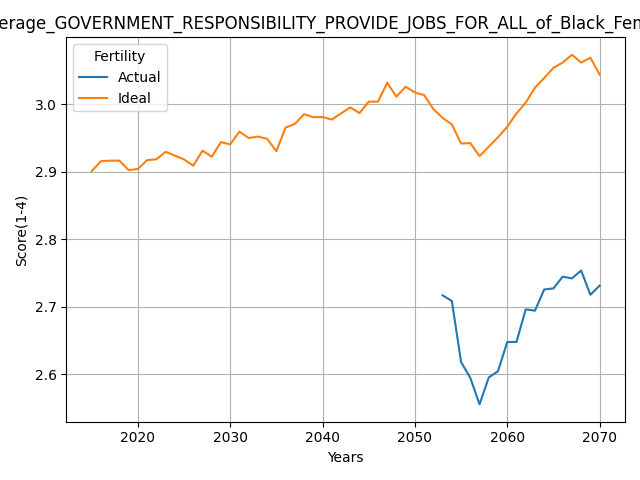 erage_GOVERNMENT_RESPONSIBILITY_PROVIDE_JOBS_FOR_ALL_of_Black_Fem
Fertility
Actual
Ideal
Score(1-4)
3.0
2.9
2.8
2.7
2.6
2020 2030 2040 2050 2060 2070
Years